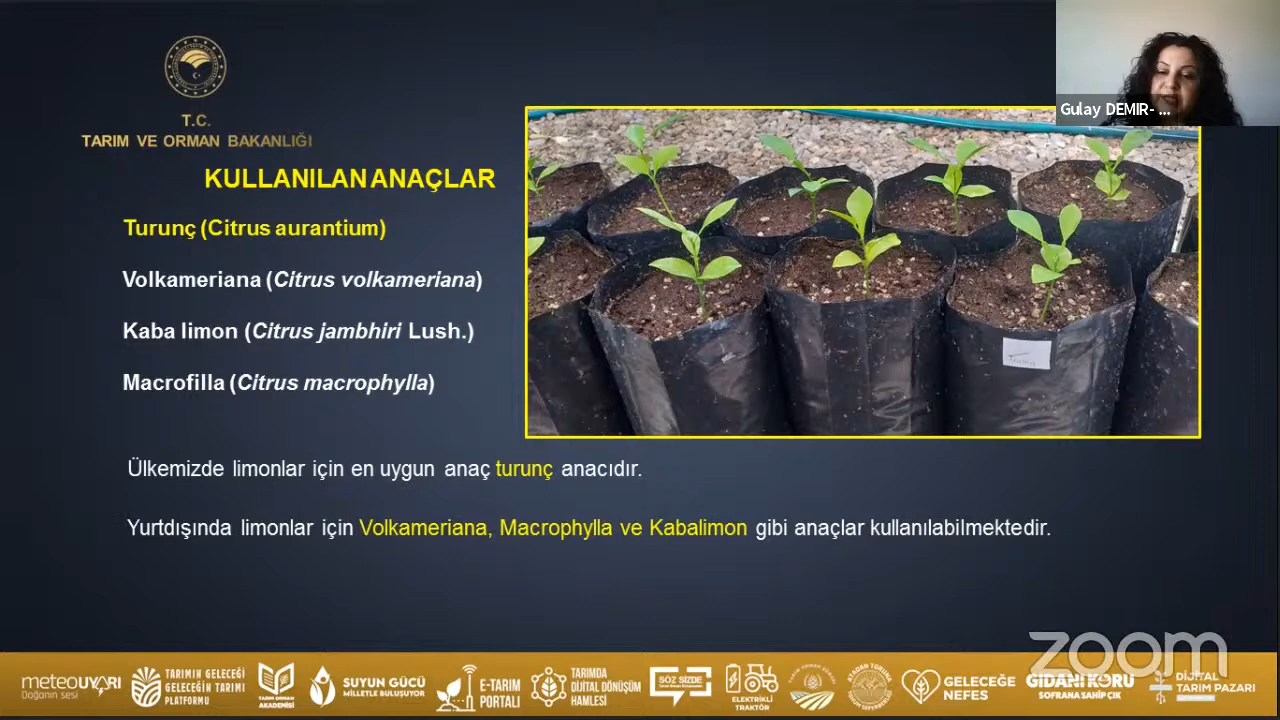 T.C.
TARIM VE ORMAN BAKANLIĞI
Gulay DEMIR- ...
KULLANILAN ANAÇLAR
Turunç (Citrus aurantium)
Volkameriana (Citrus volkameriana)
Kaba limon (Citrus jambhiri Lush.)
Macrofilla (Citrus macrophylla)
Ülkemizde limonlar için en uygun anaç turunç anacıdır.
Yurtdışında limonlar için Volkameriana, Macrophylla ve Kabalimon gibi anaçlar kullanılabilmektedir.
zoom
meteoUYARI
Doğanın sesi
TARIMIN GELECEĞİ
GELECEĞİN TARIMI
PLATFORMU
TARIM ORMAN
AKADEMİSİ
SUYUN GÜCÜ
MİLLETLE BULUŞUYOR
E-TARIM
PORTALI
TARIMDA
DİJİTAL DÖNÜŞÜM
HAMLESİ
SÖZ SİZDE
ELEKTRİKLİ
TRAKTÖR
GELECEĞE
NEFES
GIDANI KORU
SOFRANA SAHİP ÇIK
DİJİTAL
TARIM PAZARI